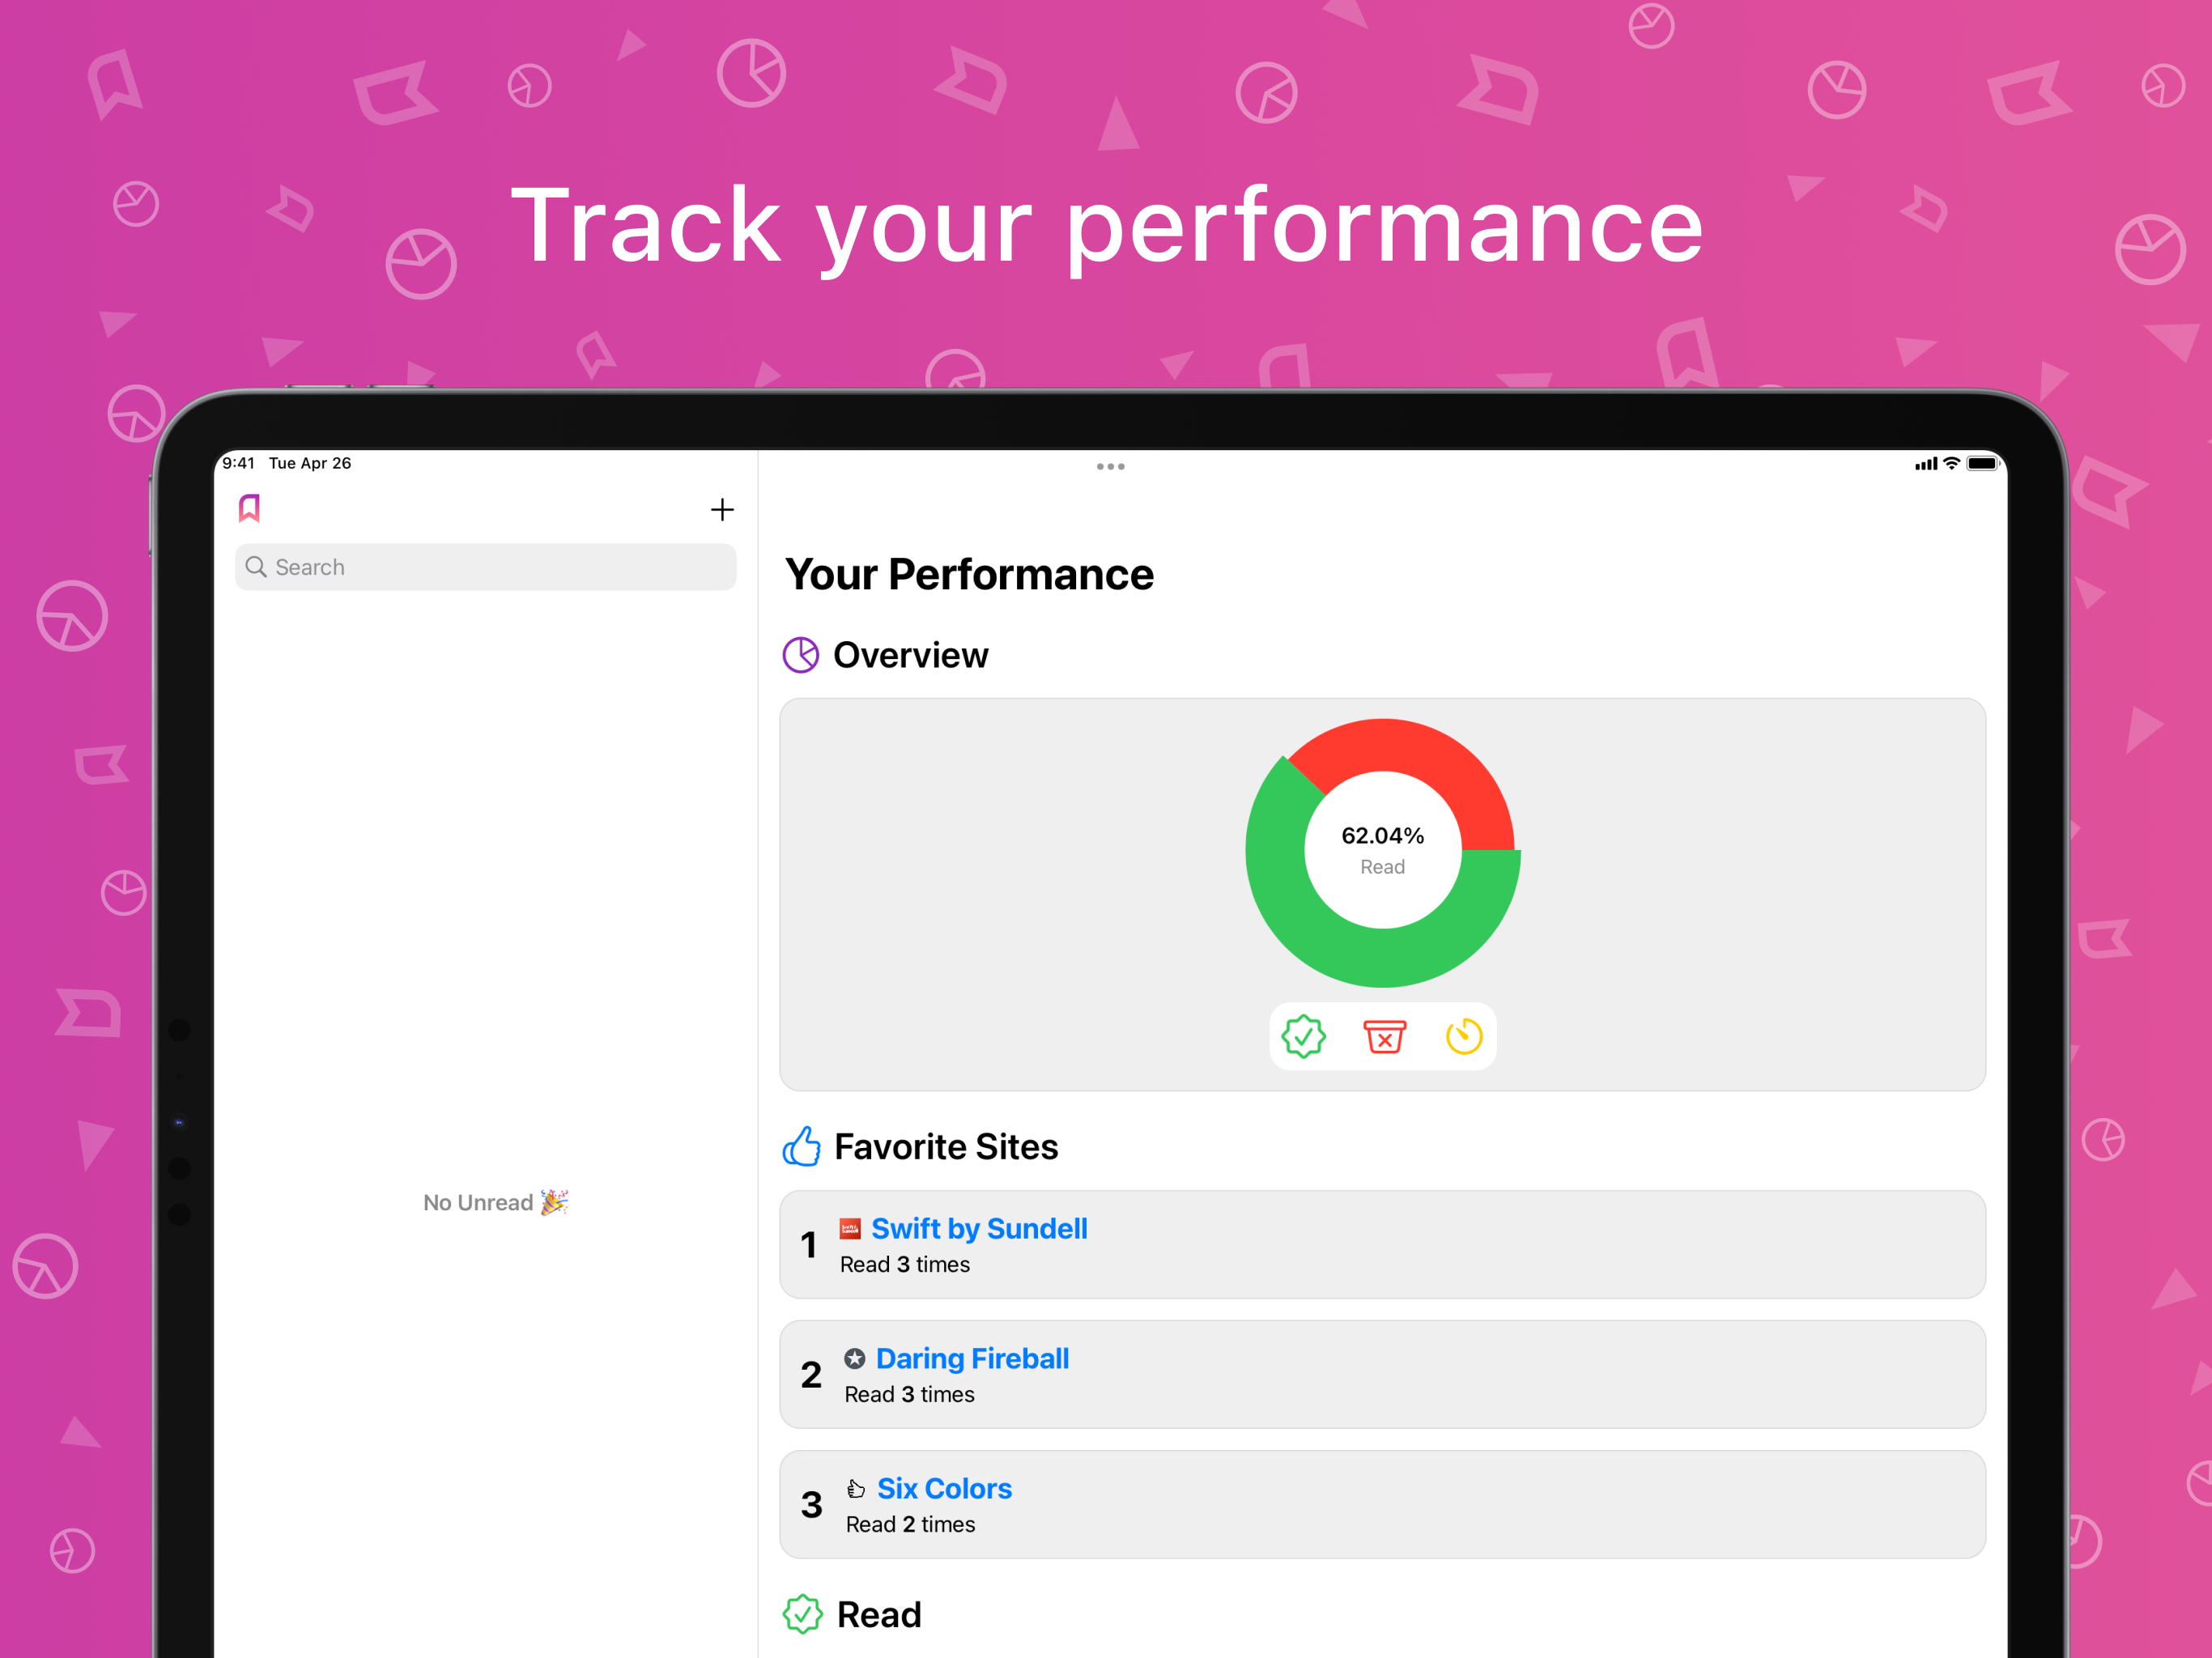 Track your performance
9:41 Tue Apr 26
Search
No Unread 🎉
Your Performance
Overview
62.04%
Read
Favorite Sites
1
Swift by Sundell
Read 3 times
2
Daring Fireball
Read 3 times
3
Six Colors
Read 2 times
Read